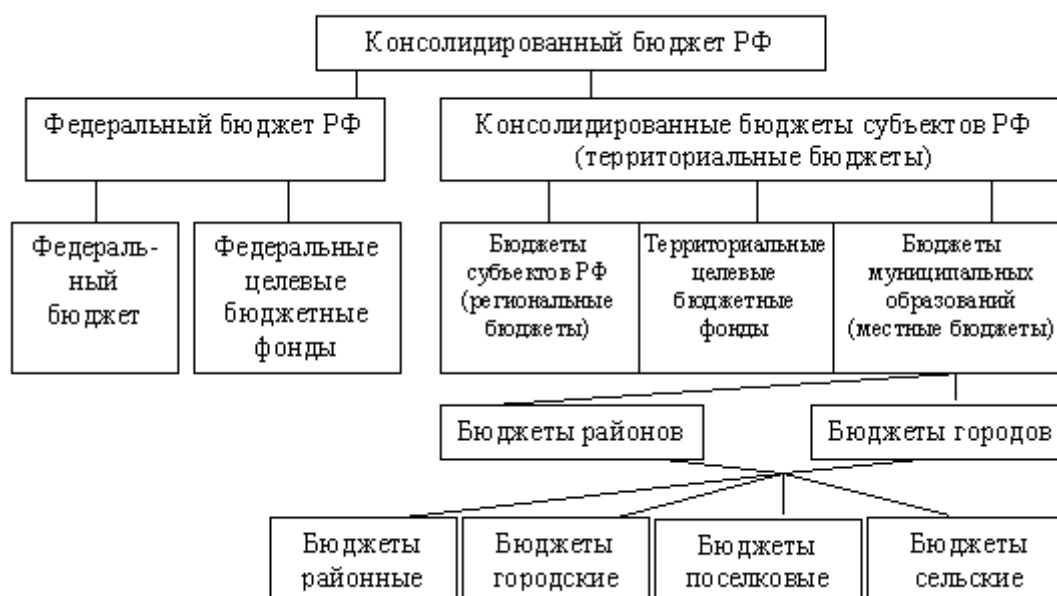 Консолидированный бюджет РФ
Федеральный бюджет РФ
Консолидированные бюджеты субъектов РФ
(территориальные бюджеты)
Федераль-
ный
бюджет
Федеральные
целевые
бюджетные
фонды
Бюджеты
субъектов РФ
(региональные
бюджеты)
Территориальные
целевые
бюджетные
фонды
Бюджеты
муниципальных
образований
(местные бюджеты)
Бюджеты районов
Бюджеты городов
Бюджеты
районные
Бюджеты
городские
Бюджеты
поселковые
Бюджеты
сельские